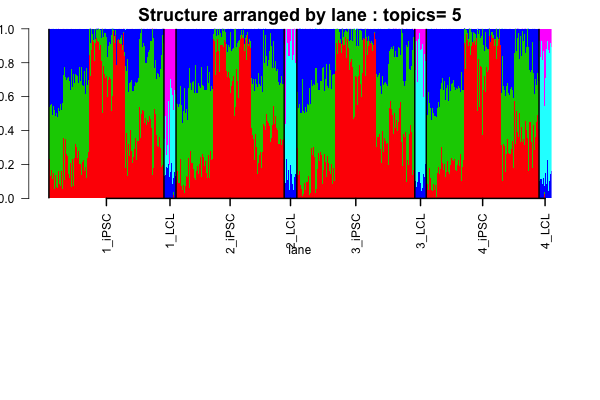 Structure arranged by lane : topics= 5
1.0
0.8
0.6
0.4
0.2
0.0
1_iPSC
1_LCL
2_iPSC
2_LCL
3_iPSC
3_LCL
4_iPSC
4_LCL
lane